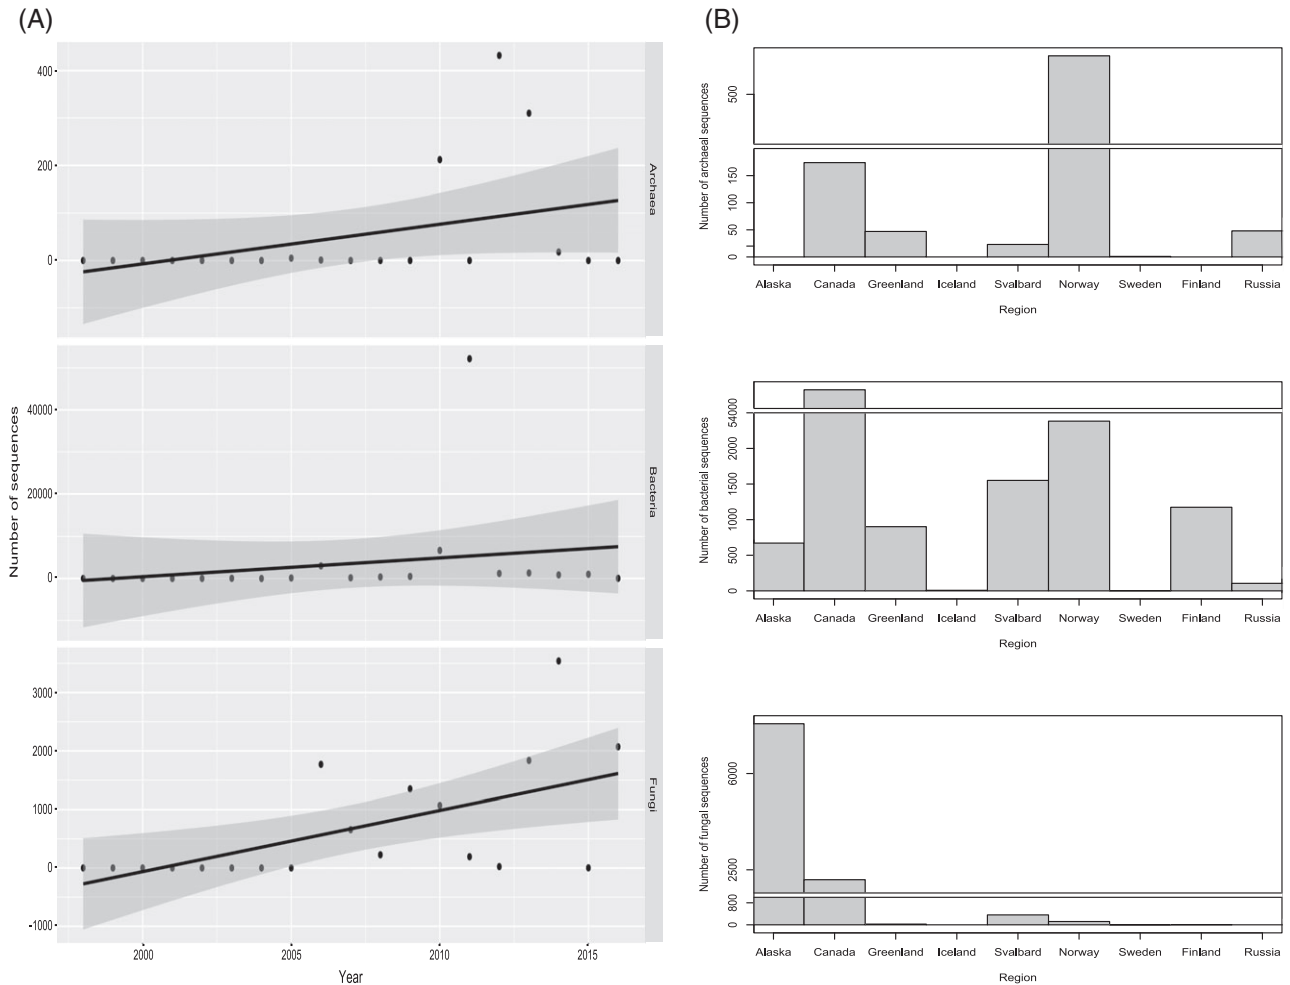 (A)
400
200
0
Archaea
40000
20000
0
Bacteria
3000
2000
1000
0
-1000
Fungi
Number of sequences
2000 2005 2010 2015
Year
(B)
500
150
100
50
0
Number of archaeal sequences
Alaska Canada Greenland Iceland Svalbard Norway Sweden Finland Russia
Region
54000
2000
1500
1000
500
0
Number of bacterial sequences
Alaska Canada Greenland Iceland Svalbard Norway Sweden Finland Russia
Region
6000
2500
800
0
Number of fungal sequences
Alaska Canada Greenland Iceland Svalbard Norway Sweden Finland Russia
Region